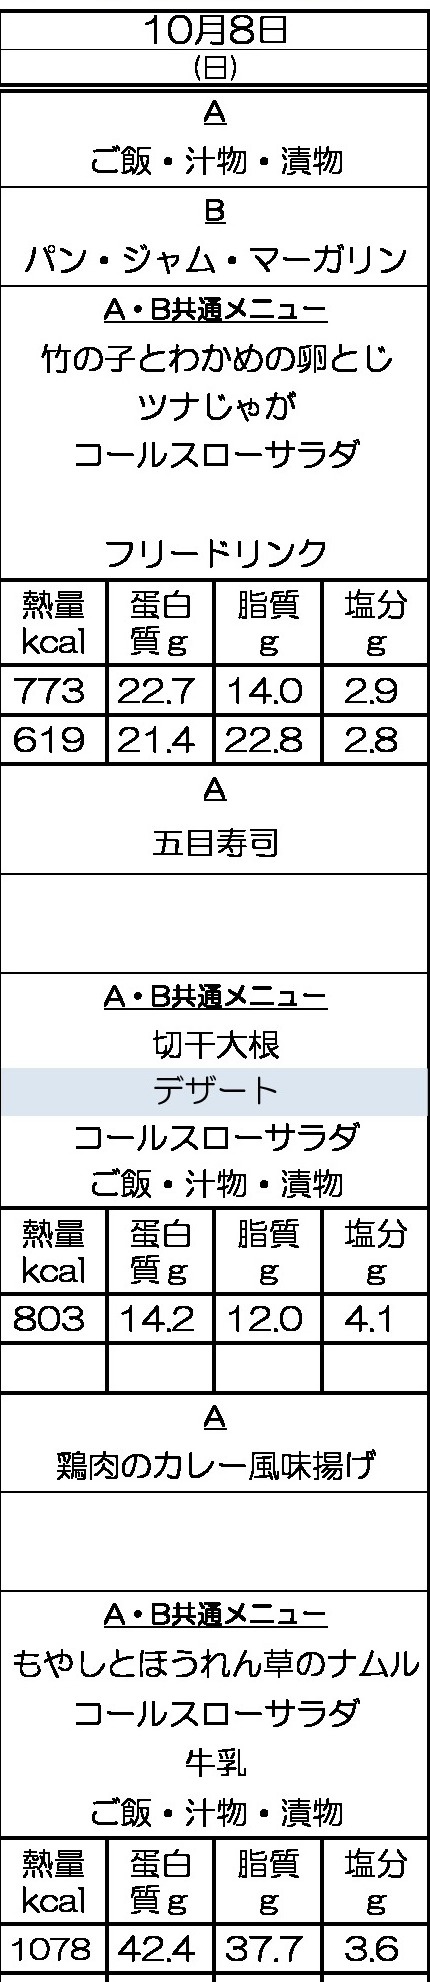 10月8日
(日)
A
ご飯・汁物・漬物
B
パン・ジャム・マーガリン
A・B共通メニュー
竹の子とわかめの卵とじ
ツナじゃが
コールスローサラダ
フリードリンク
熱量 蛋白 脂質 塩分
kcal 質g g g
773 22.7 14.0 2.9
619 21.4 22.8 2.8
A
五目寿司
A・B共通メニュー
切干大根
デザート
コールスローサラダ
ご飯・汁物・漬物
熱量 蛋白 脂質 塩分
kcal 質g g g
803 14.2 12.0 4.1
A
鶏肉のカレー風味揚げ
A・B共通メニュー
もやしとほうれん草のナムル
コールスローサラダ
牛乳
ご飯・汁物・漬物
熱量 蛋白 脂質 塩分
kcal 質g g g
1078 42.4 37.7 3.6